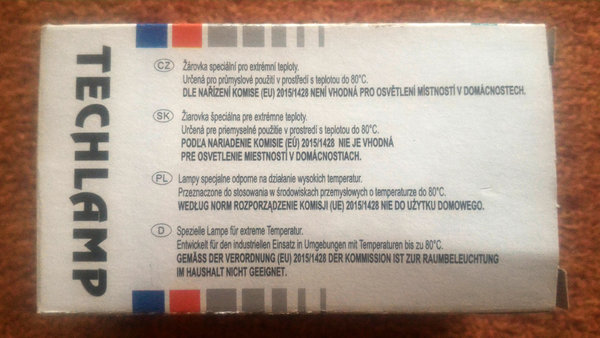 TECHLAMP
CZ Žárovka speciální pro extrémní teploty.
Určená pro průmyslové použití v prostředí s teplotou do 80°C.
DLE NAŘÍZENÍ KOMISE (EU) 2015/1428 NENÍ VHODNÁ PRO OSVĚTLENÍ MÍSTNOSTÍ V DOMÁCNOSTECH.
SK Žiarovka špeciálna pre extrémne teploty.
Určená pre priemyselné použitie v prostredí s teplotou do 80°C.
PODĽA NARIADENIE KOMISIE (EÚ) 2015/1428 NIE JE VHODNÁ
PRE OSVETLENIE MIESTNOSTÍ V DOMÁCNOSTIACH.
PL Lampy specjalne odporne na działanie wysokich temperatur.
Przeznaczone do stosowania w środowiskach przemysłowych o temperaturze do 80°C.
WEDŁUG NORM ROZPORZĄDZENIE KOMISJI (UE) 2015/1428 NIE DO UŻYTKU DOMOWEGO.
D Spezielle Lampe für extreme Temperatur.
Entwickelt für den industriellen Einsatz in Umgebungen mit Temperaturen bis zu 80°C.
GEMÄSS DER VERORDNUNG (EU) 2015/1428 DER KOMMISSION IST ZUR RAUMBELEUCHTUNG
IM HAUSHALT NICHT GEEIGNET.